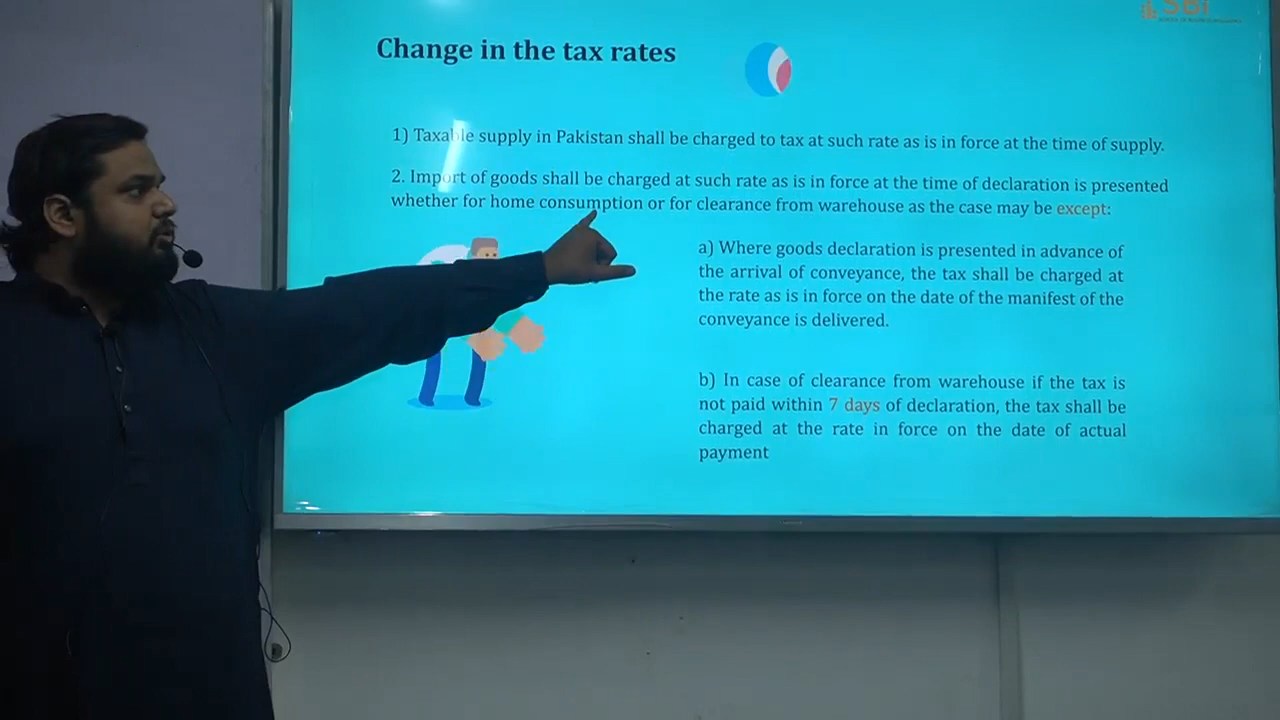 SBI
Change in the tax rates
1) Taxable supply in Pakistan shall be charged to tax at such rate as is in force at the time of supply.
2. Import of goods shall be charged at such rate as is in force at the time of declaration is presented
whether for home consumption or for clearance from warehouse as the case may be except:
a) Where goods declaration is presented in advance of
the arrival of conveyance, the tax shall be charged at
the rate as is in force on the date of the manifest of the
conveyance is delivered.
b) In case of clearance from warehouse if the tax is
not paid within 7 days of declaration, the tax shall be
charged at the rate in force on the date of actual
payment